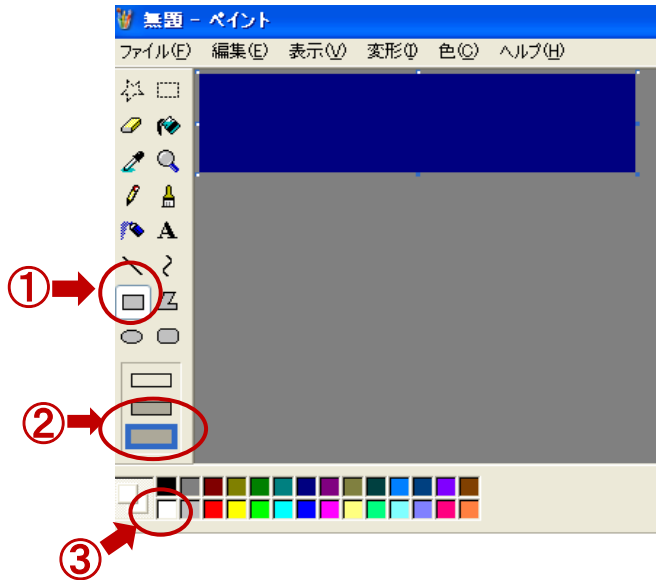 無題 - ペイント
ファイル(F) 編集(E) 表示(V) 変形(I) 色(C) ヘルプ(H)
A
①
②
③